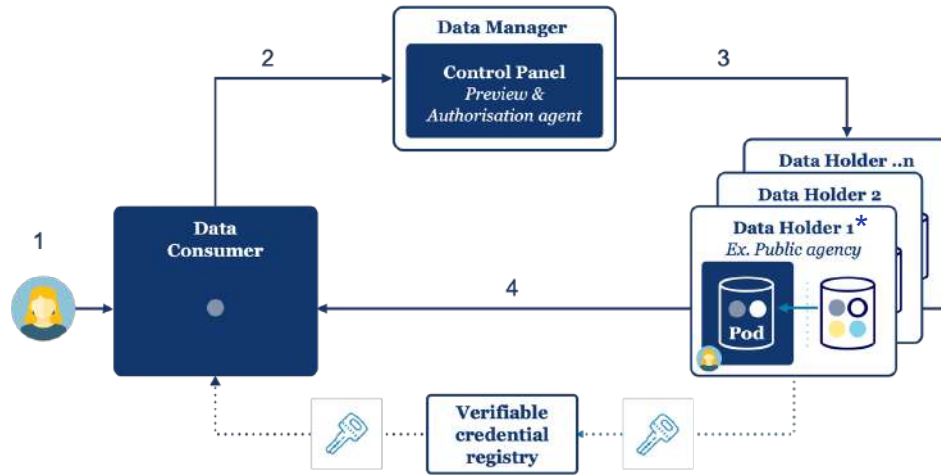 Data Manager
Control Panel
Preview &
Authorisation agent
2
3
Data Holder ..n
Data Holder 2
Data Holder 1*
Ex. Public agency
Pod
1
Data
Consumer
4
Verifiable
credential
registry